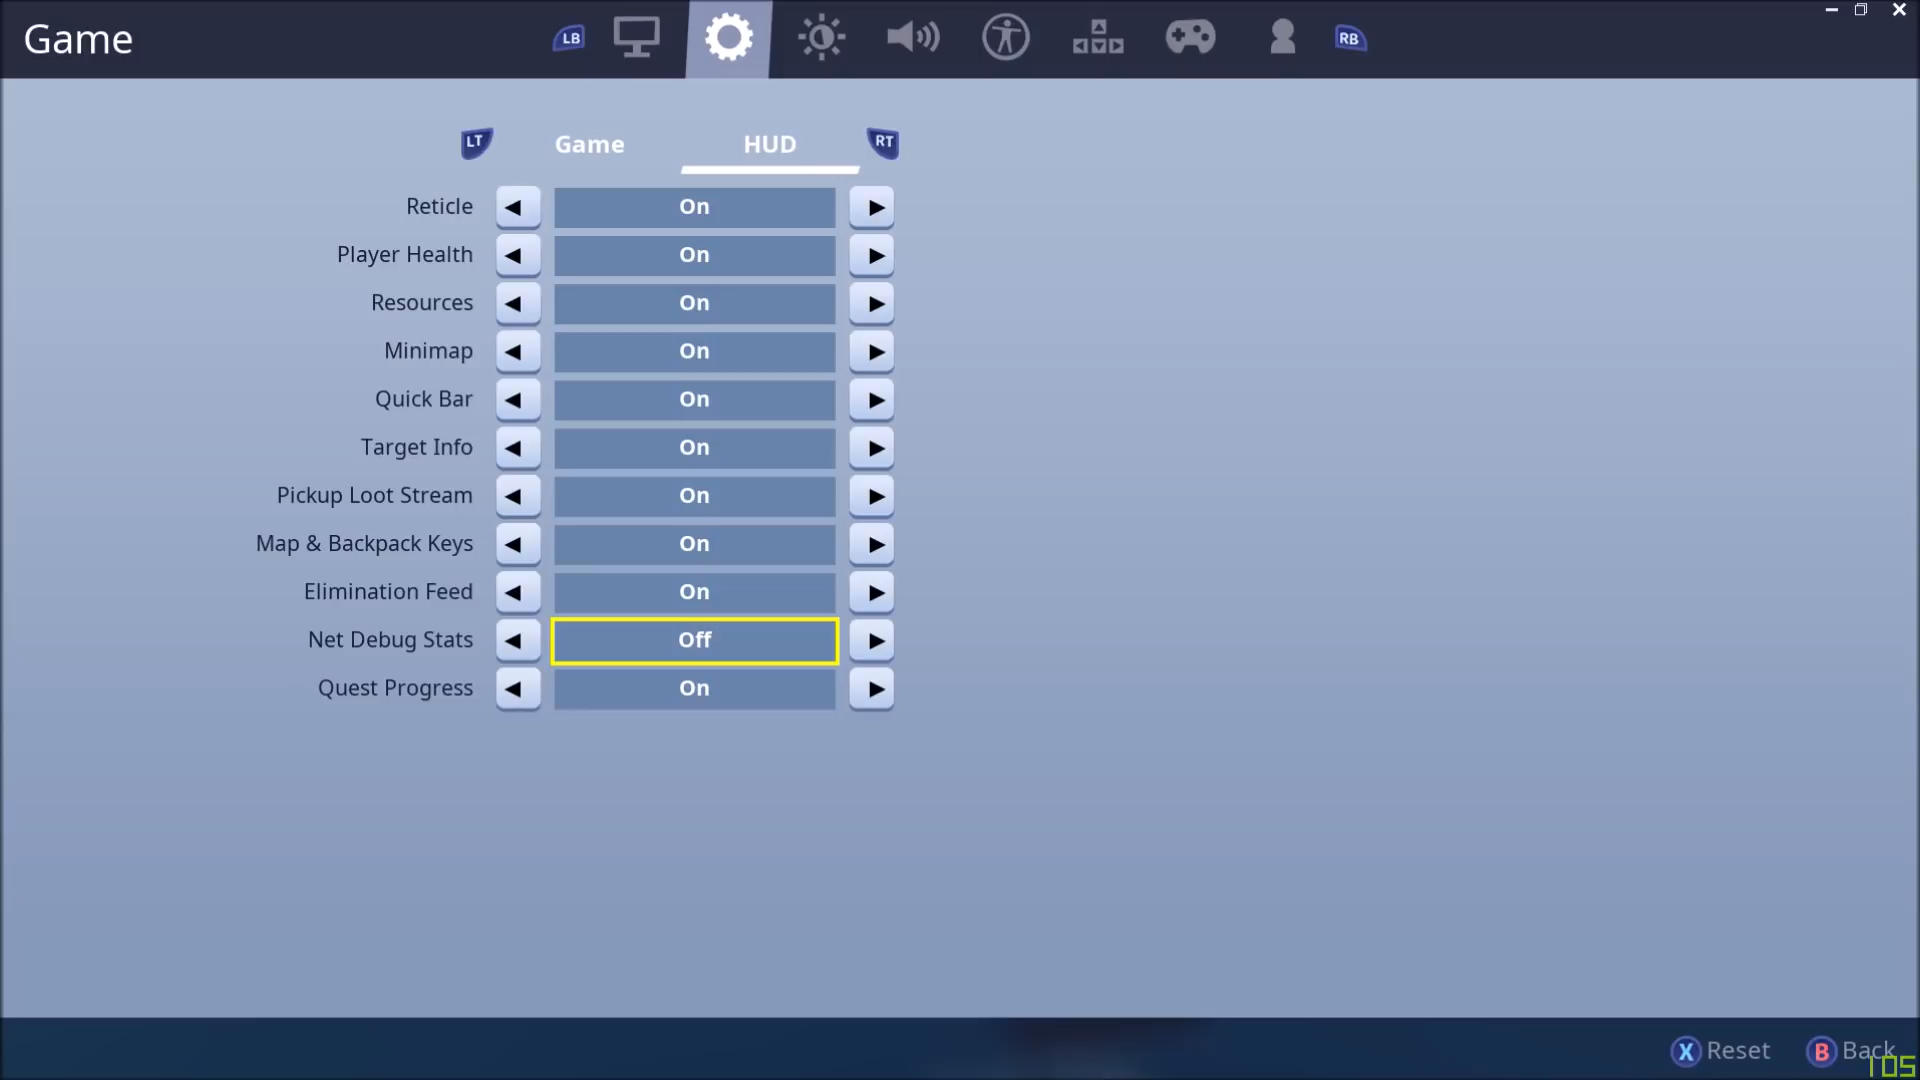 Game
LB
RB
LT
Game
HUD
RT
Reticle On
Player Health On
Resources On
Minimap On
Quick Bar On
Target Info On
Pickup Loot Stream On
Map & Backpack Keys On
Elimination Feed On
Net Debug Stats Off
Quest Progress On
X Reset
B Back
105